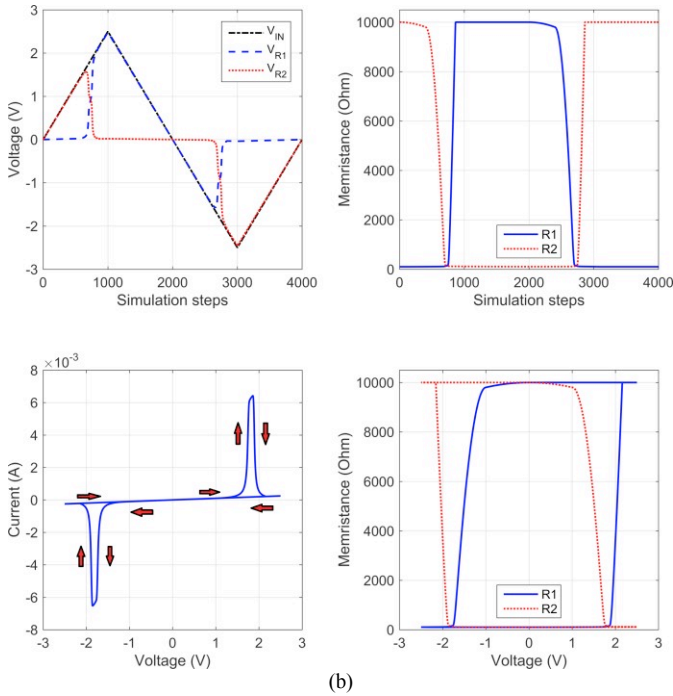 3
2
1
0
-1
-2
-3
Voltage (V)
0 1000 2000 3000 4000
Simulation steps
V_IN
V_R1
V_R2
10000
8000
6000
4000
2000
0
Memristance (Ohm)
0 1000 2000 3000 4000
Simulation steps
R1
R2
8 ×10^-3
6
4
2
0
-2
-4
-6
-8
Current (A)
-3 -2 -1 0 1 2 3
Voltage (V)
10000
8000
6000
4000
2000
0
Memristance (Ohm)
-3 -2 -1 0 1 2 3
Voltage (V)
R1
R2
(b)